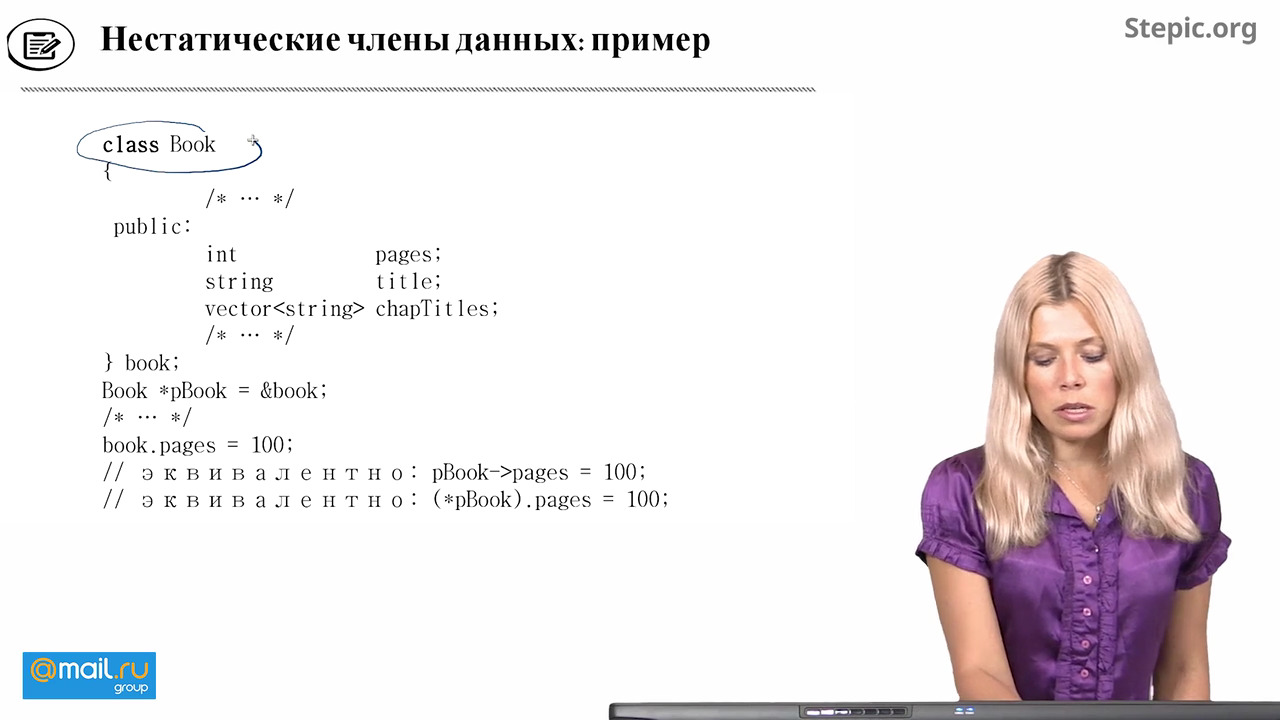 Нестатические члены данных: пример
Stepic.org
class Book
{
/* … */
public:
int pages;
string title;
vector<string> chapTitles;
/* … */
} book;
Book *pBook = &book;
/* … */
book.pages = 100;
// эквивалентно: pBook->pages = 100;
// эквивалентно: (*pBook).pages = 100;
@mail.ru
group